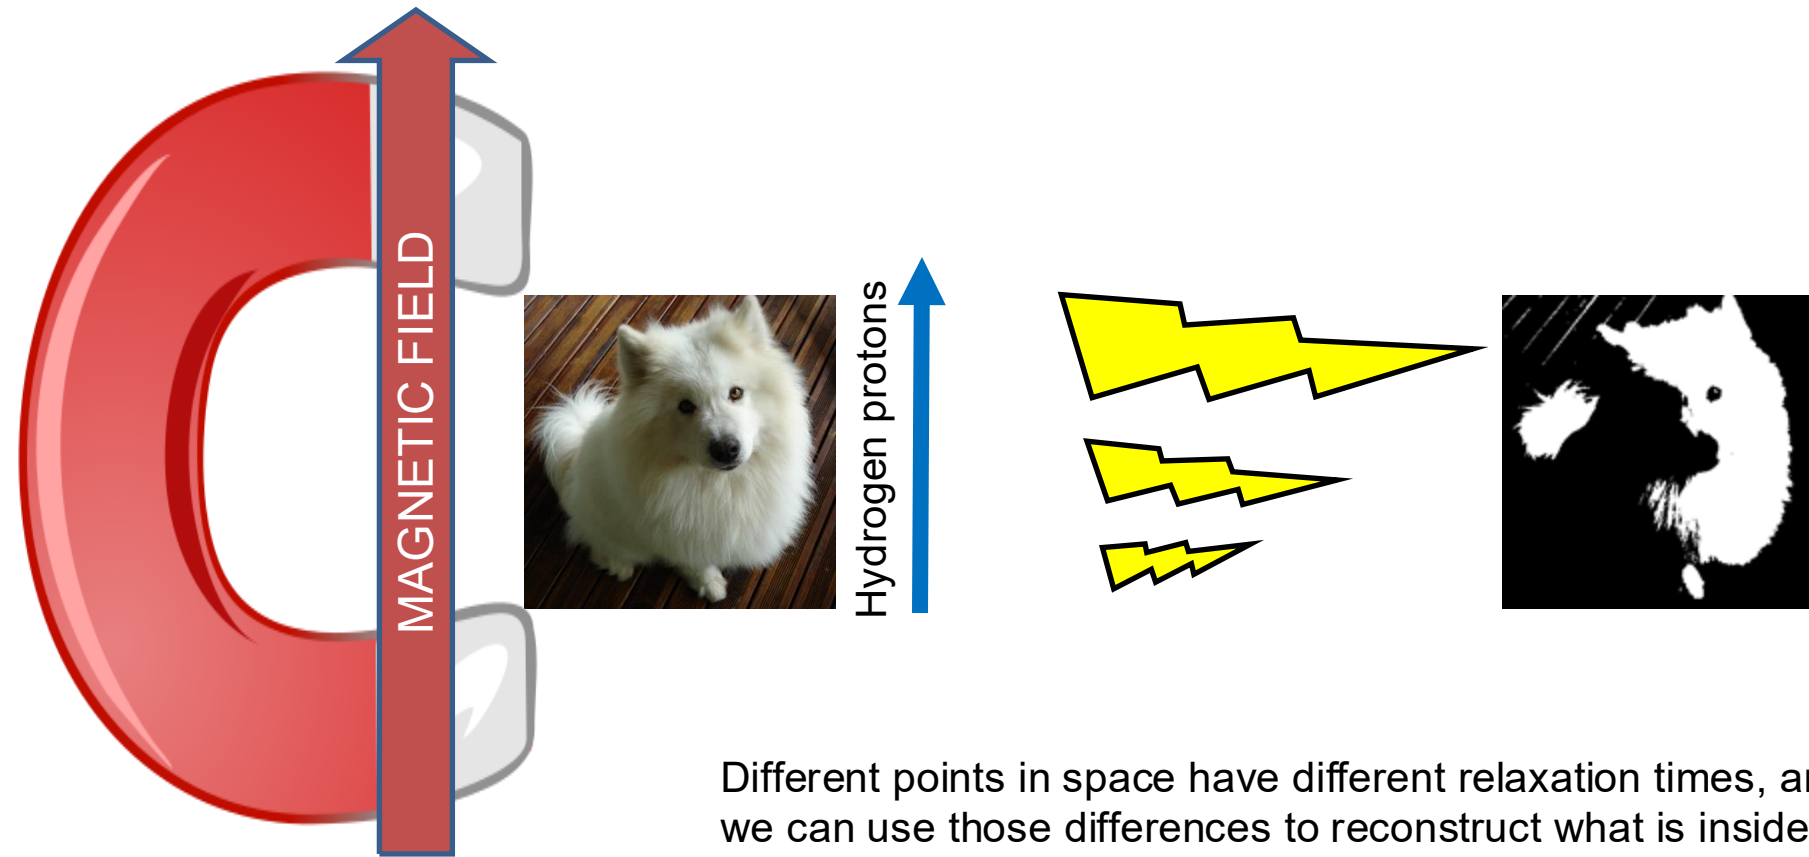 MAGNETIC FIELD
Hydrogen protons
Different points in space have different relaxation times,
we can use those differences to reconstruct what is inside